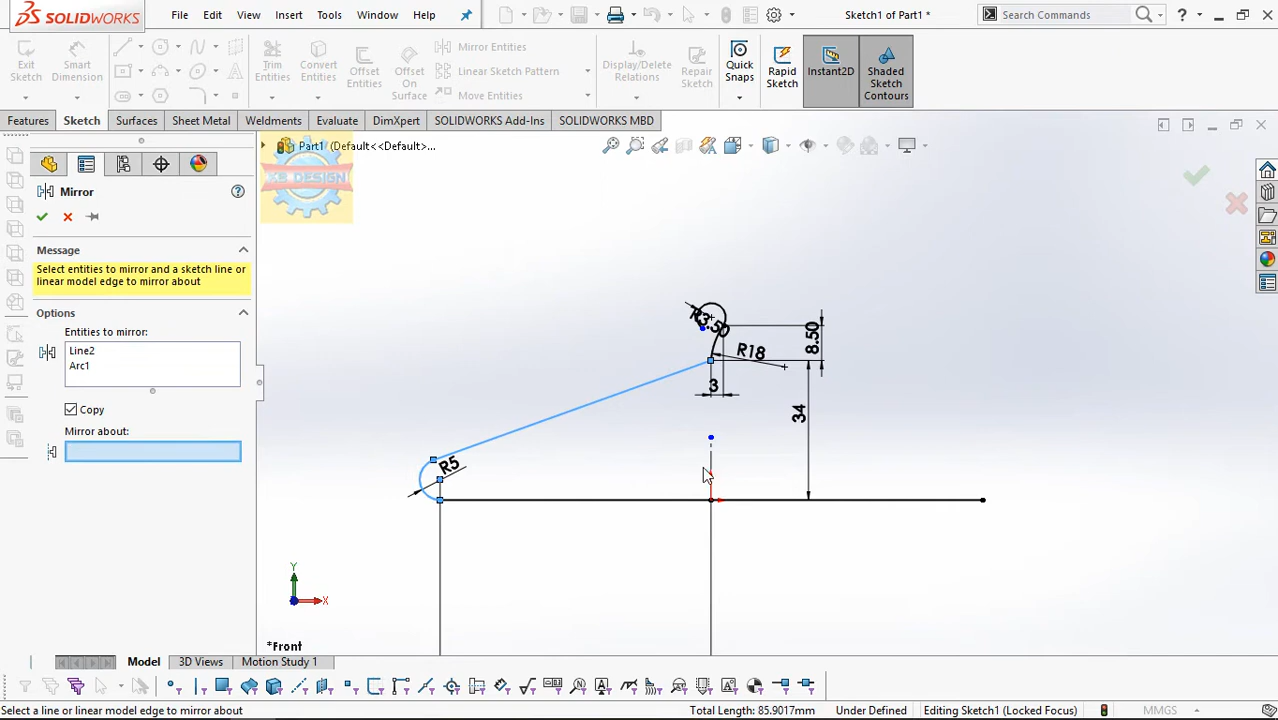 SOLIDWORKS
File Edit View Insert Tools Window Help
Sketch1 of Part1 *
Search Commands
Exit Sketch
Smart Dimension
Trim Entities
Convert Entities
Offset Entities
Offset On Surface
Mirror Entities
Linear Sketch Pattern
Move Entities
Display/Delete Relations
Repair Sketch
Quick Snaps
Rapid Sketch
Instant2D
Shaded Sketch Contours
Features Sketch Surfaces Sheet Metal Weldments Evaluate DimXpert SOLIDWORKS Add-Ins SOLIDWORKS MBD
Part1 (Default<<Default>...
KB DESIGN
Mirror
Message
Select entities to mirror and a sketch line or
linear model edge to mirror about
Options
Entities to mirror:
Line2
Arc1
Copy
Mirror about:
R3.50
8.50
R18
3
34
R5
Y
X
*Front
Model 3D Views Motion Study 1
Select a line or linear model edge to mirror about
Total Length: 85.9017mm Under Defined Editing Sketch1 (Locked Focus) MMGS